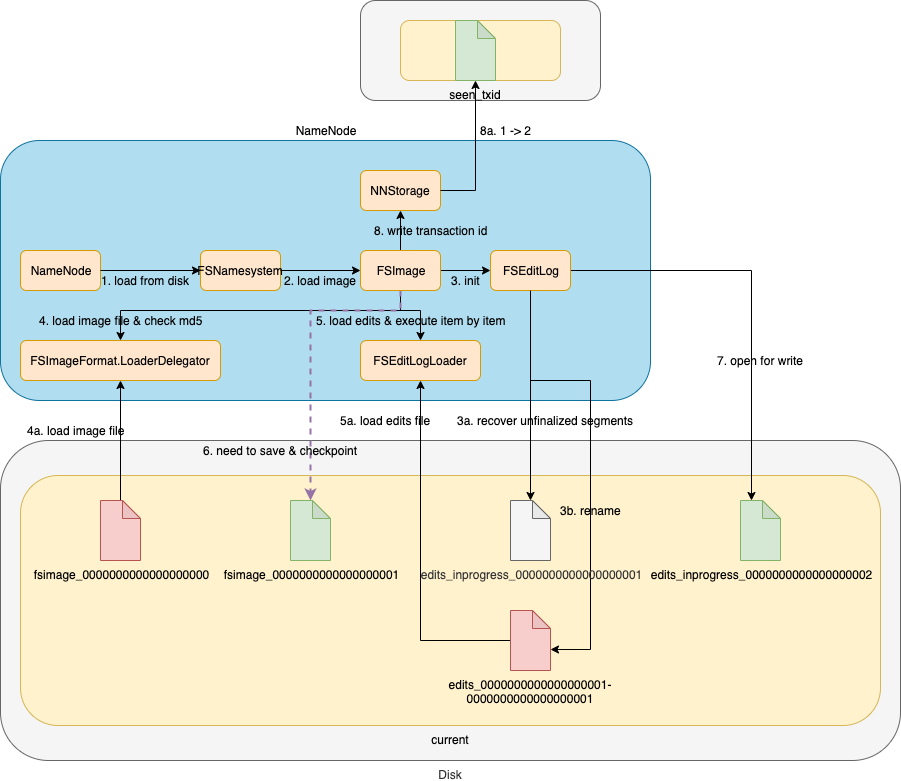 seen_txid
NameNode
8a. 1 -> 2
NNStorage
8. write transaction id
NameNode
1. load from disk
FSNamesystem
2. load image
FSImage
3. init
FSEditLog
4. load image file & check md5
5. load edits & execute item by item
FSImageFormat.LoaderDelegator
FSEditLogLoader
7. open for write
4a. load image file
5a. load edits file
3a. recover unfinalized segments
6. need to save & checkpoint
3b. rename
fsimage_0000000000000000000
fsimage_0000000000000000001
edits_inprogress_0000000000000000001
edits_inprogress_0000000000000000002
edits_0000000000000000001-
0000000000000000001
current
Disk